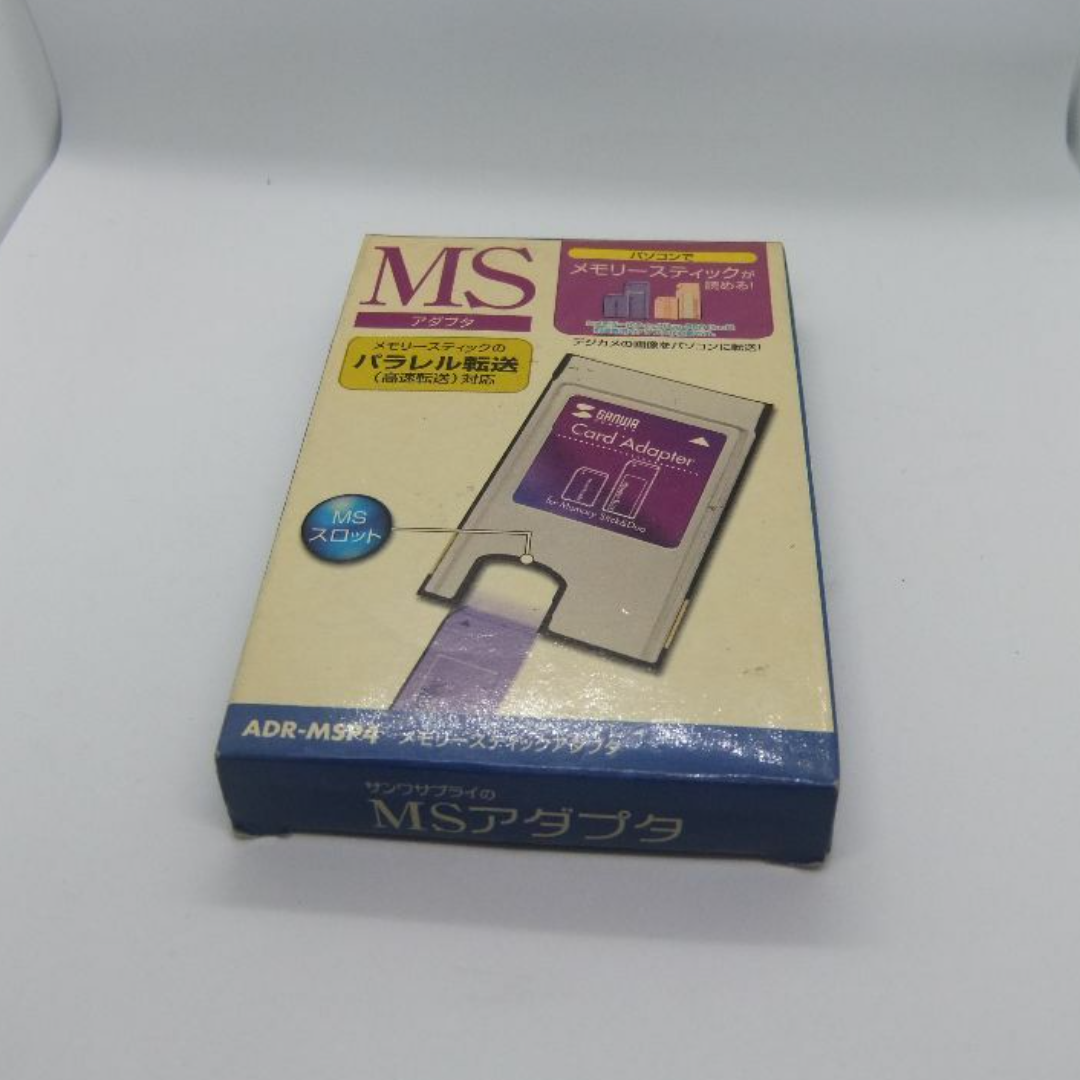 MS
アダプタ
パソコンで
メモリースティックが
読める!
デジカメの画像をパソコンに転送!
メモリースティックの
パラレル転送
(高速転送)対応
SANWA
Card Adapter
for Memory Stick&Duo
MS
スロット
ADR-MSP4 メモリースティックアダプタ
サンワサプライの
MSアダプタ